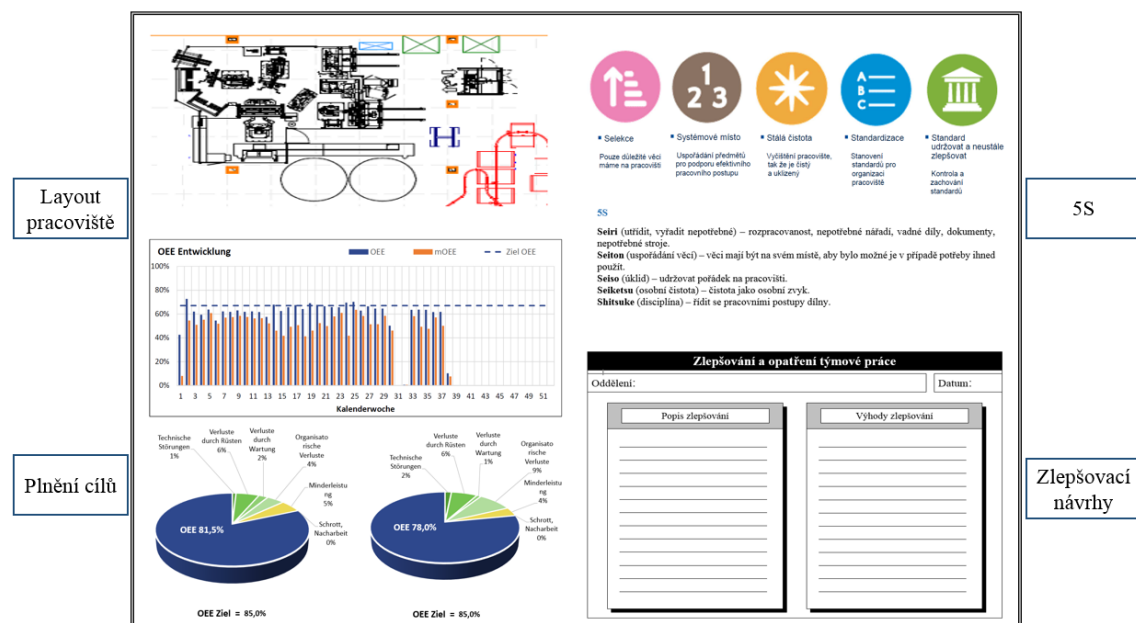 Layout
pracoviště
Plnění cílů
5S
Zlepšovací
návrhy
1
2 3
A
B
C
Selekce
Pouze důležité věci
máme na pracovišti
Systémové místo
Uspořádání předmětů
pro podporu efektivního
pracovního postupu
Stálá čistota
Vyčištění pracoviště,
tak že je čistý
a uklizený
Standardizace
Stanovení
standardů pro
organizaci
pracoviště
Standard
udržovat a neustále
zlepšovat
Kontrola a
zachování
standardů
5S
Seiri (utřídit, vyřadit nepotřebné) – rozpracovanost, nepotřebné nářadí, vadné díly, dokumenty,
nepotřebné stroje.
Seiton (uspořádání věcí) – věci mají být na svém místě, aby bylo možné je v případě potřeby ihned
použít.
Seiso (úklid) – udržovat pořádek na pracovišti.
Seiketsu (osobní čistota) – čistota jako osobní zvyk.
Shitsuke (disciplína) – řídit se pracovními postupy dílny.
OEE Entwicklung
OEE
mOEE
Ziel OEE
100%
80%
60%
40%
20%
0%
1 3 5 7 9 11 13 15 17 19 21 23 25 27 29 31 33 35 37 39 41 43 45 47 49 51
Kalenderwoche
Technische
Störungen
1%
Verluste
durch Rüsten
6%
Verluste
durch
Wartung
2%
Organisato
rische
Verluste
4%
Minderleistu
ng
5%
Schrott,
Nacharbeit
0%
OEE 81,5%
OEE Ziel = 85,0%
Technische
Störungen
2%
Verluste
durch Rüsten
6%
Verluste
durch
Wartung
1%
Organisato
rische
Verluste
9%
Minderleistu
ng
4%
Schrott,
Nacharbeit
0%
OEE 78,0%
OEE Ziel = 85,0%
Zlepšování a opatření týmové práce
Oddělení:
Datum:
Popis zlepšování
Výhody zlepšování